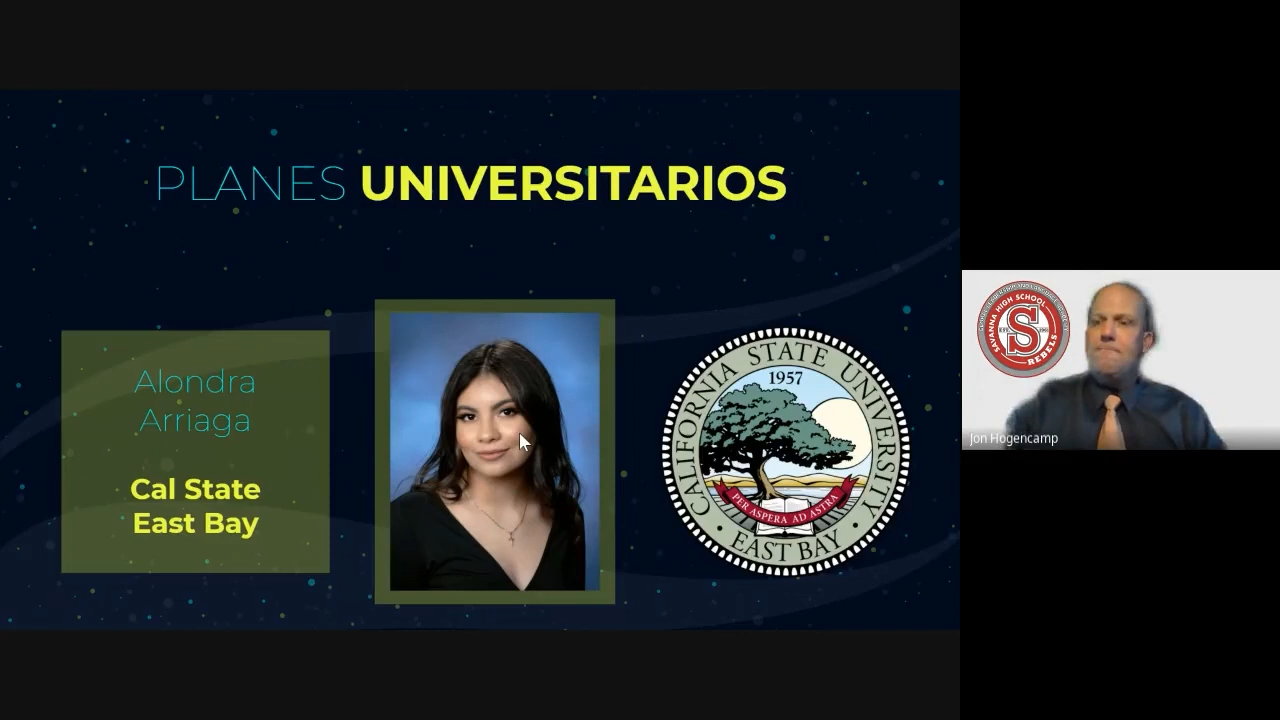 PLANES UNIVERSITARIOS
Alondra
Arriaga
Cal State
East Bay
CALIFORNIA STATE UNIVERSITY
1957
PER ASPERA AD ASTRA
EAST BAY
SAVANNA HIGH SCHOOL
S
REBELS
Jon Hogencamp